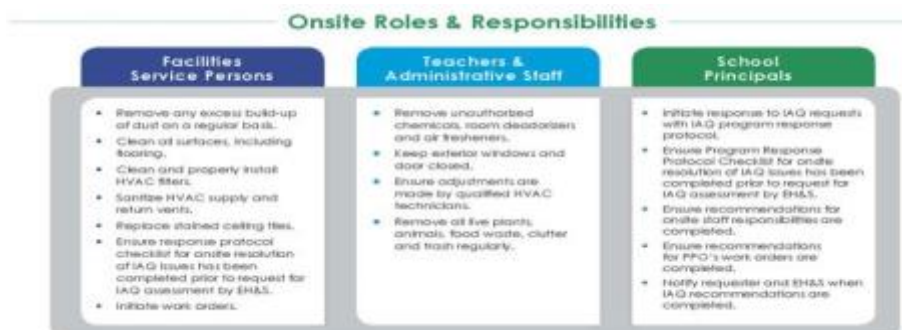 Onsite Roles & Responsibilities
Facilities
Service Persons
• Remove any excess build-up
of dust on a regular basis.
• Clean all surfaces, including
flooring.
• Clean and properly install
HVAC filters.
• Sanitize HVAC supply and
return vents.
• Replace stained ceiling tiles.
• Ensure response protocol
checklist for onsite resolution
of IAQ issues has been
completed prior to request for
IAQ assessment by EH&S.
• Initiate work orders.
Teachers &
Administrative Staff
• Remove unauthorized
chemicals, room deodorizers
and air fresheners.
• Keep exterior windows and
door closed.
• Ensure adjustments are
made by qualified HVAC
technicians.
• Remove all live plants,
animals, food waste, clutter
and trash regularly.
School
Principals
• Initiate response to IAQ requests
with IAQ program response
protocol.
• Ensure Program Response
Protocol Checklist for onsite
resolution of IAQ issues has been
completed prior to request for
IAQ assessment by EH&S.
• Ensure recommendations for
onsite staff responsibilities are
completed.
• Ensure recommendations
for PPO's work orders are
completed.
• Notify requester and EH&S when
IAQ recommendations are
completed.